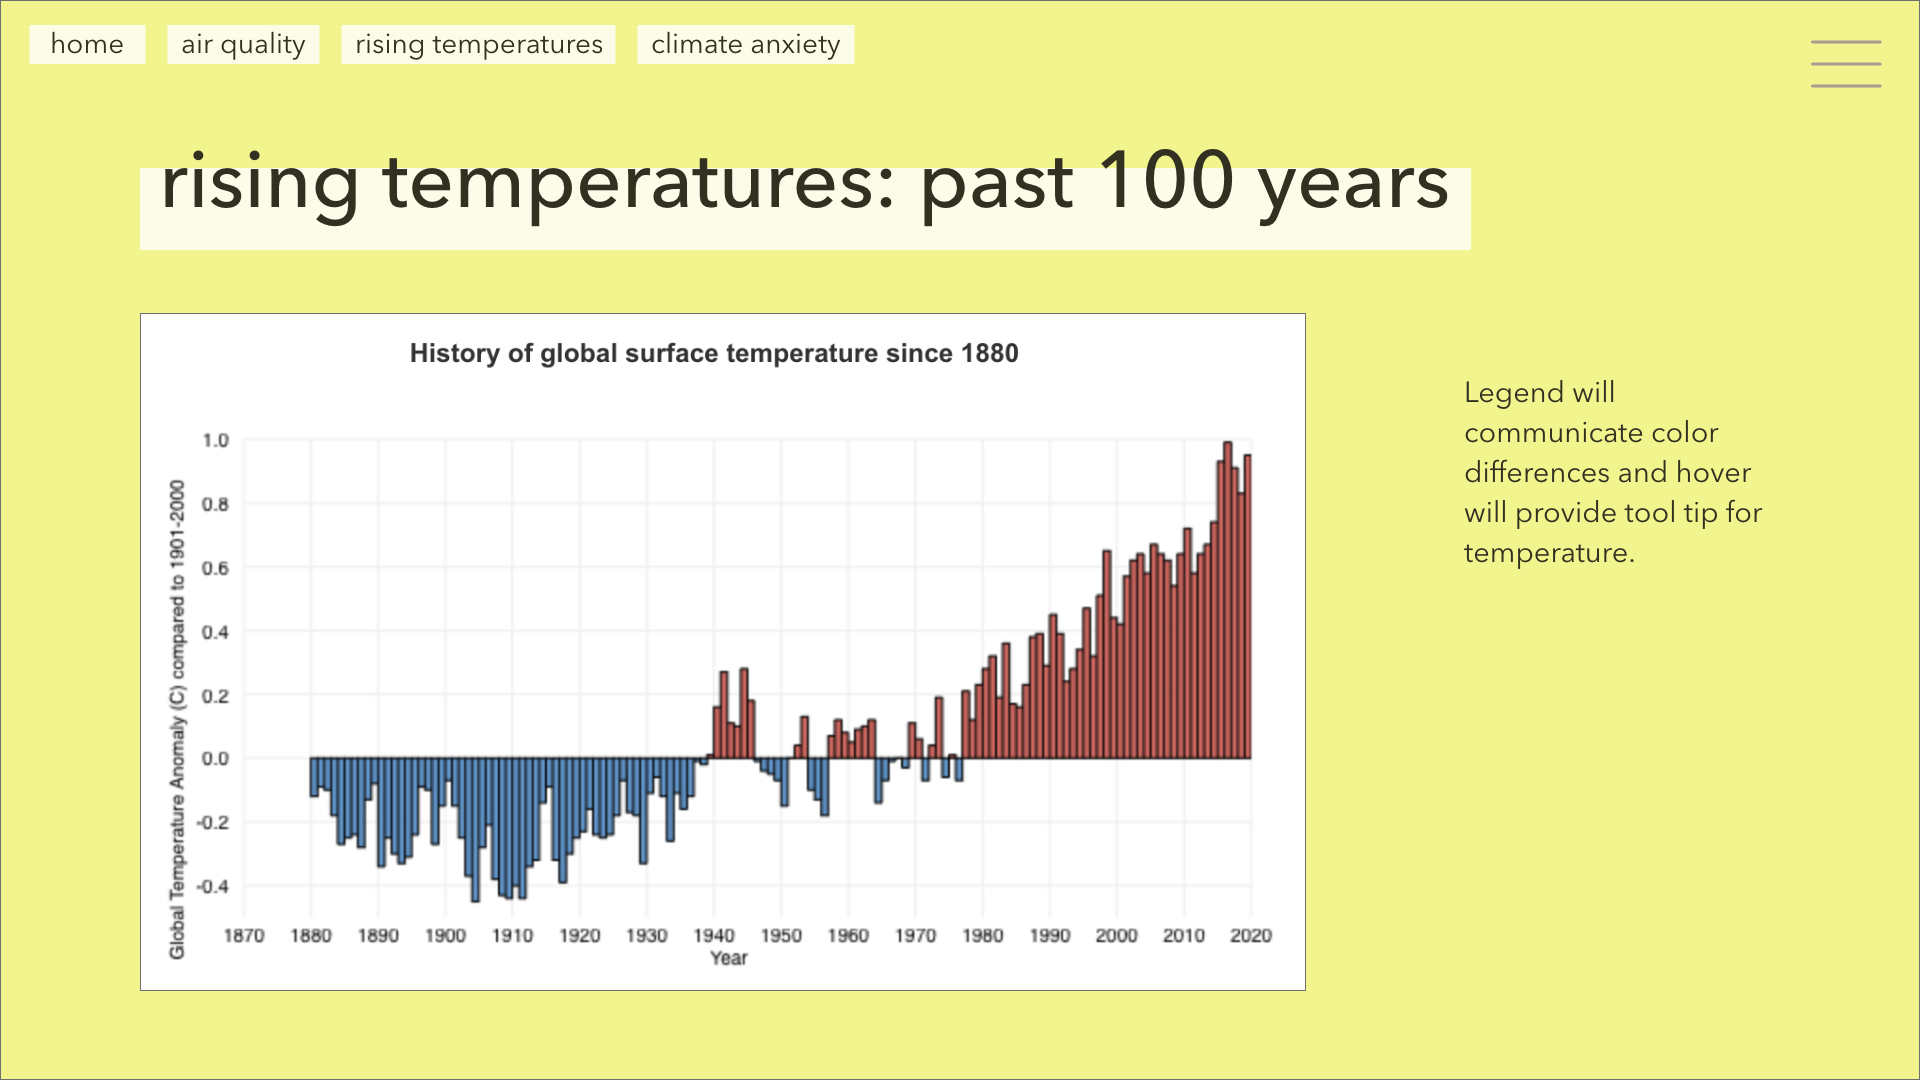 home
air quality
rising temperatures
climate anxiety
rising temperatures: past 100 years
History of global surface temperature since 1880
Global Temperature Anomaly (C) compared to 1901-2000
1.0
0.8
0.6
0.4
0.2
0.0
-0.2
-0.4
1870 1880 1890 1900 1910 1920 1930 1940 1950 1960 1970 1980 1990 2000 2010 2020
Year
Legend will
communicate color
differences and hover
will provide tool tip for
temperature.